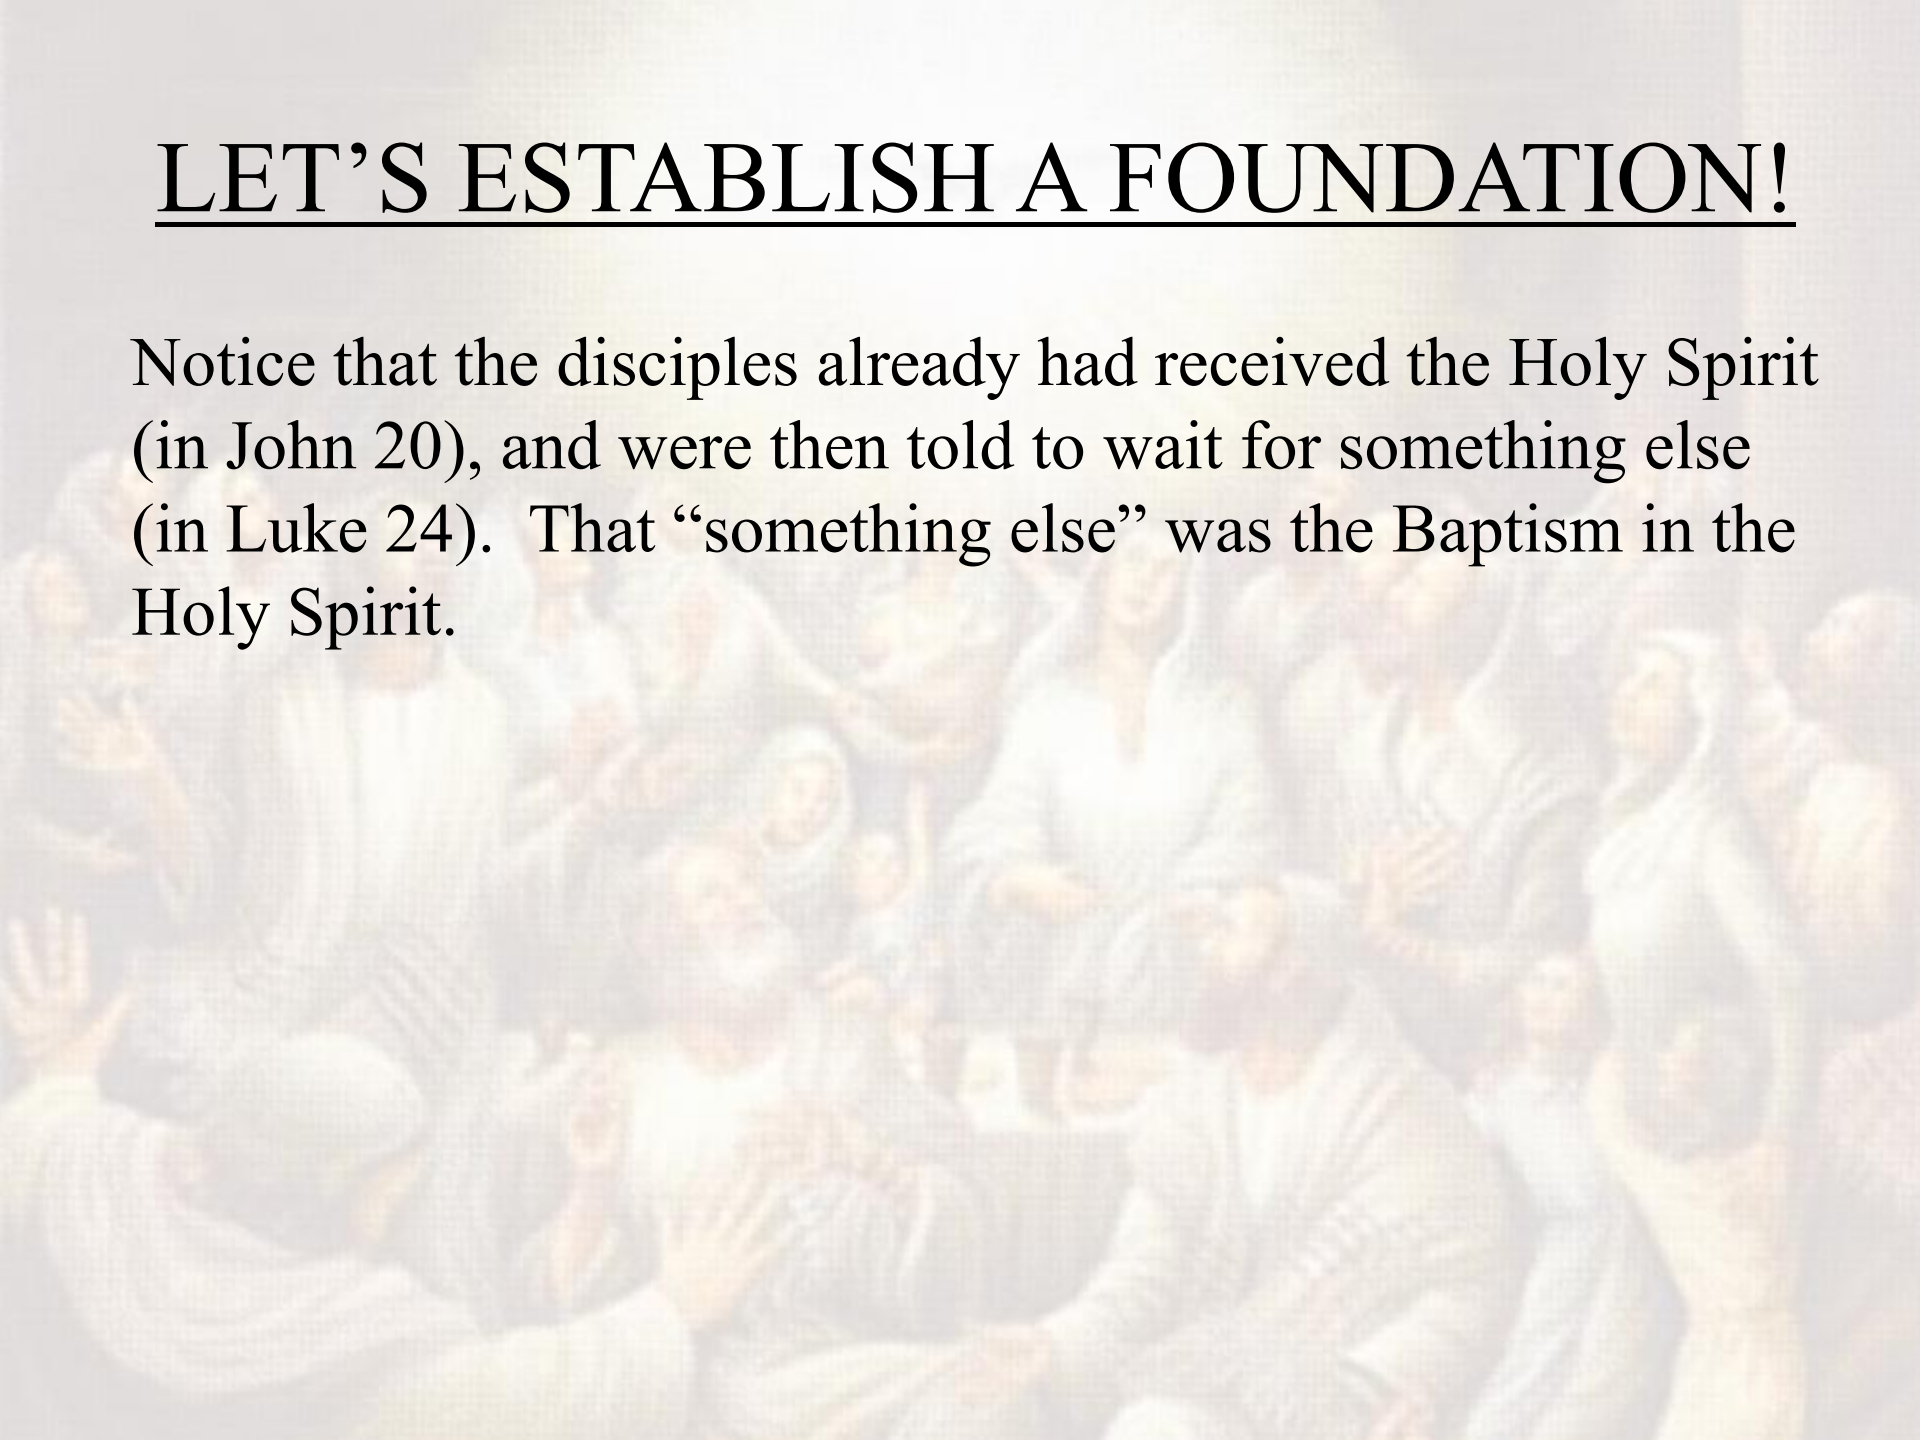 LET’S ESTABLISH A FOUNDATION!
Notice that the disciples already had received the Holy Spirit
(in John 20), and were then told to wait for something else
(in Luke 24).  That “something else” was the Baptism in the
Holy Spirit.